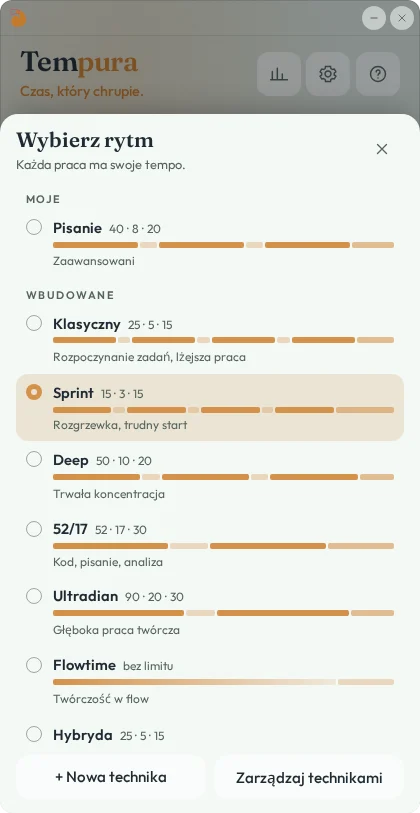 Tempura
Czas, który chrupie.
Wybierz rytm
Każda praca ma swoje tempo.
MOJE
Pisanie 40 · 8 · 20
Zaawansowani
WBUDOWANE
Klasyczny 25 · 5 · 15
Rozpoczynanie zadań, lżejsza praca
Sprint 15 · 3 · 15
Rozgrzewka, trudny start
Deep 50 · 10 · 20
Trwała koncentracja
52/17 52 · 17 · 30
Kod, pisanie, analiza
Ultradian 90 · 20 · 30
Głęboka praca twórcza
Flowtime bez limitu
Twórczość w flow
Hybryda 25 · 5 · 15
+ Nowa technika Zarządzaj technikami